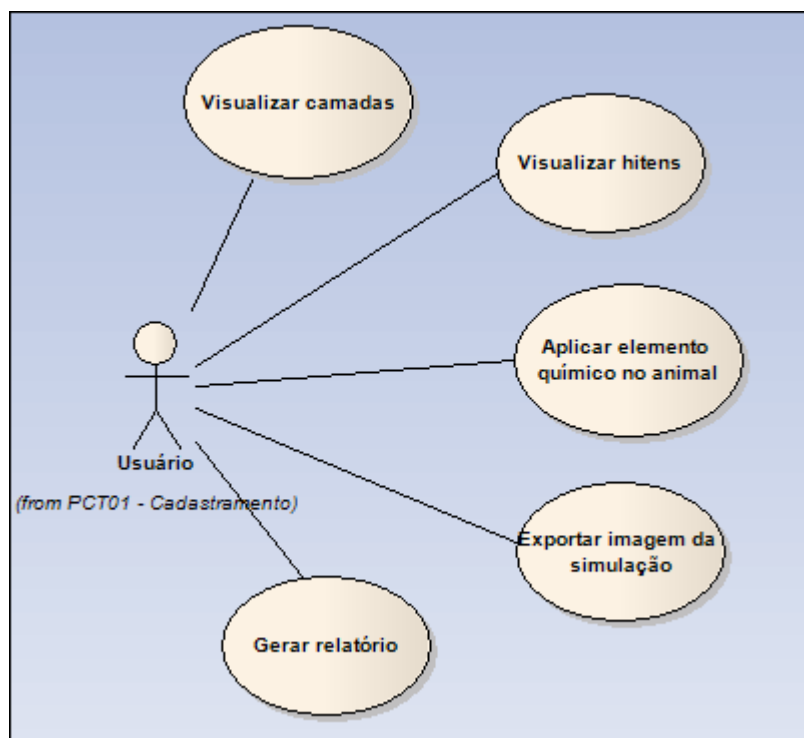 Visualizar camadas
Visualizar hitens
Aplicar elemento
químico no animal
Usuário
(from PCT01 - Cadastramento)
Exportar imagem da
simulação
Gerar relatório